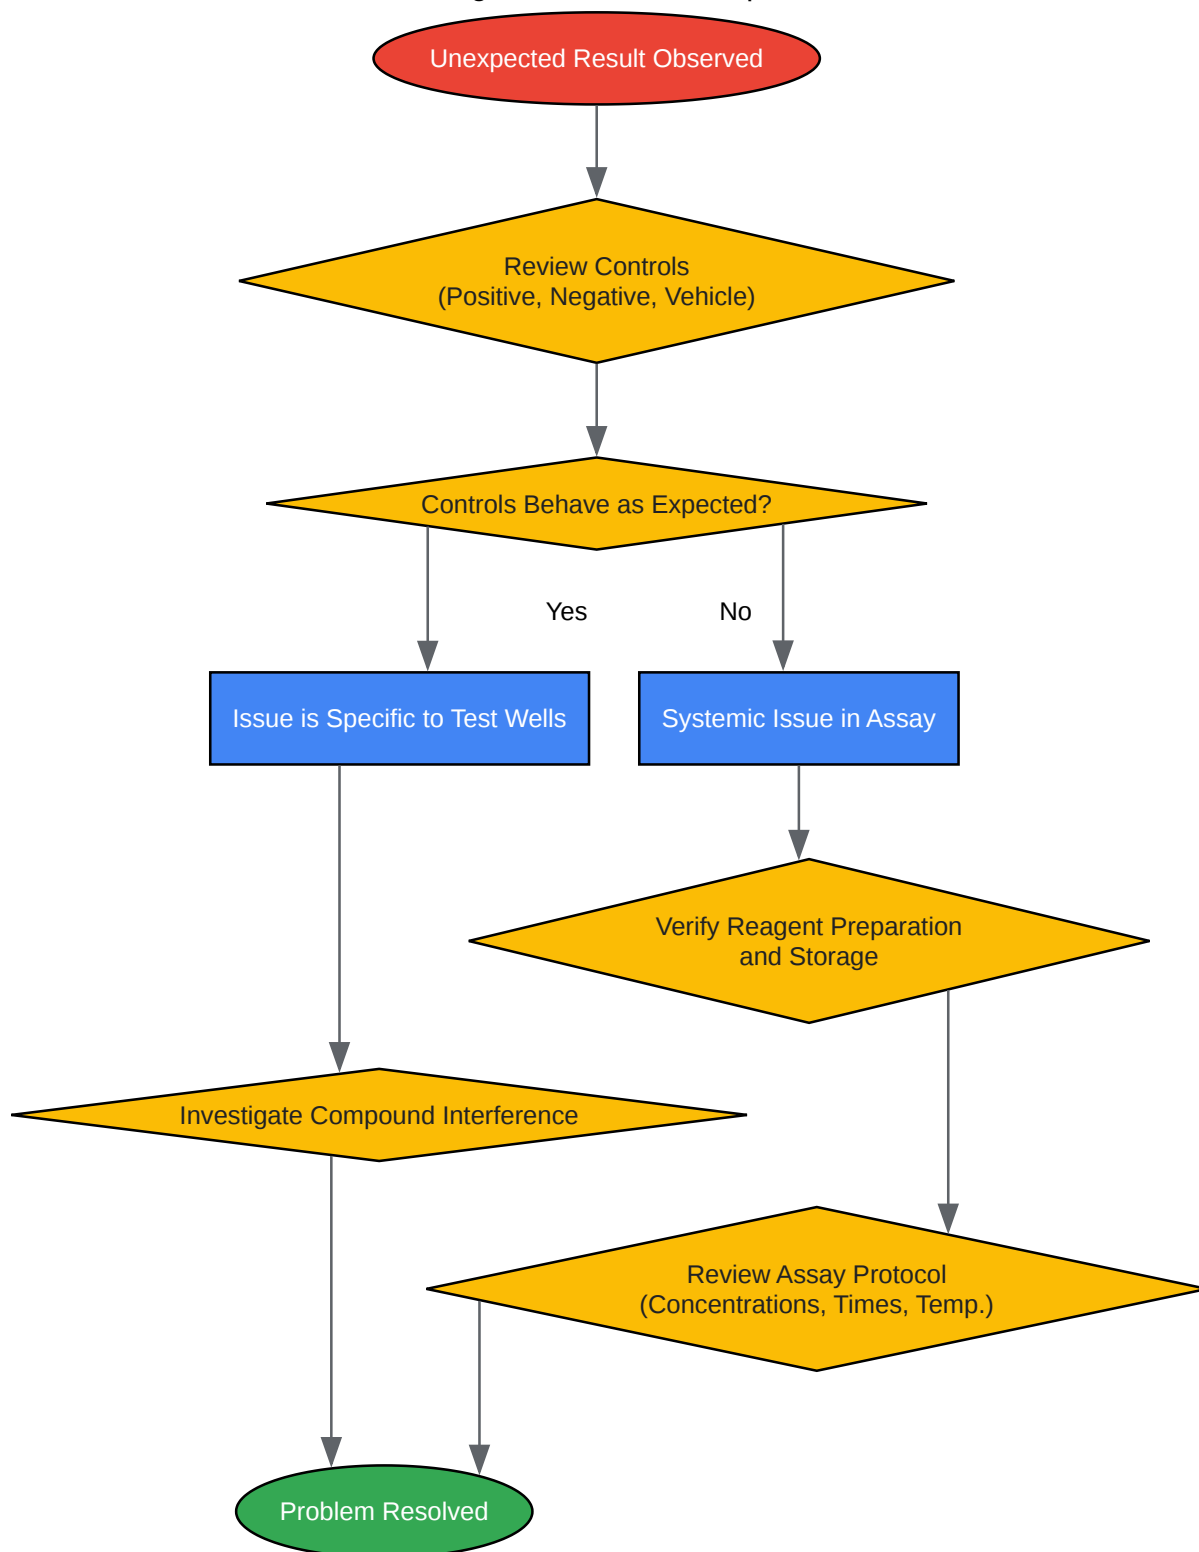 Unexpected Result Observed
Review Controls
(Positive, Negative, Vehicle)
Controls Behave as Expected?
Yes
No
Issue is Specific to Test Wells
Systemic Issue in Assay
Verify Reagent Preparation
and Storage
Investigate Compound Interference
Review Assay Protocol
(Concentrations, Times, Temp.)
Problem Resolved